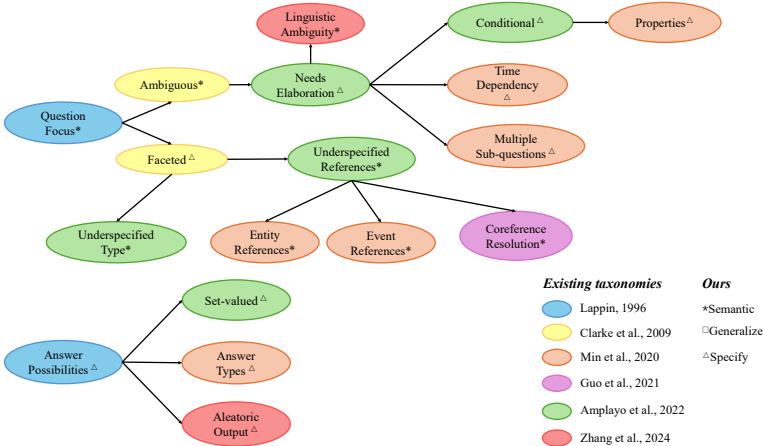 Linguistic
Ambiguity*
Conditional △
Properties △
Ambiguous*
Needs
Elaboration △
Time
Dependency
△
Question
Focus*
Multiple
Sub-questions △
Faceted △
Underspecified
References*
Underspecified
Type*
Entity
References*
Event
References*
Coreference
Resolution*
Set-valued △
Answer
Possibilities △
Answer
Types △
Aleatoric
Output △
Existing taxonomies
Ours
Lappin, 1996
*Semantic
Clarke et al., 2009
□Generalize
Min et al., 2020
△Specify
Guo et al., 2021
Amplayo et al., 2022
Zhang et al., 2024